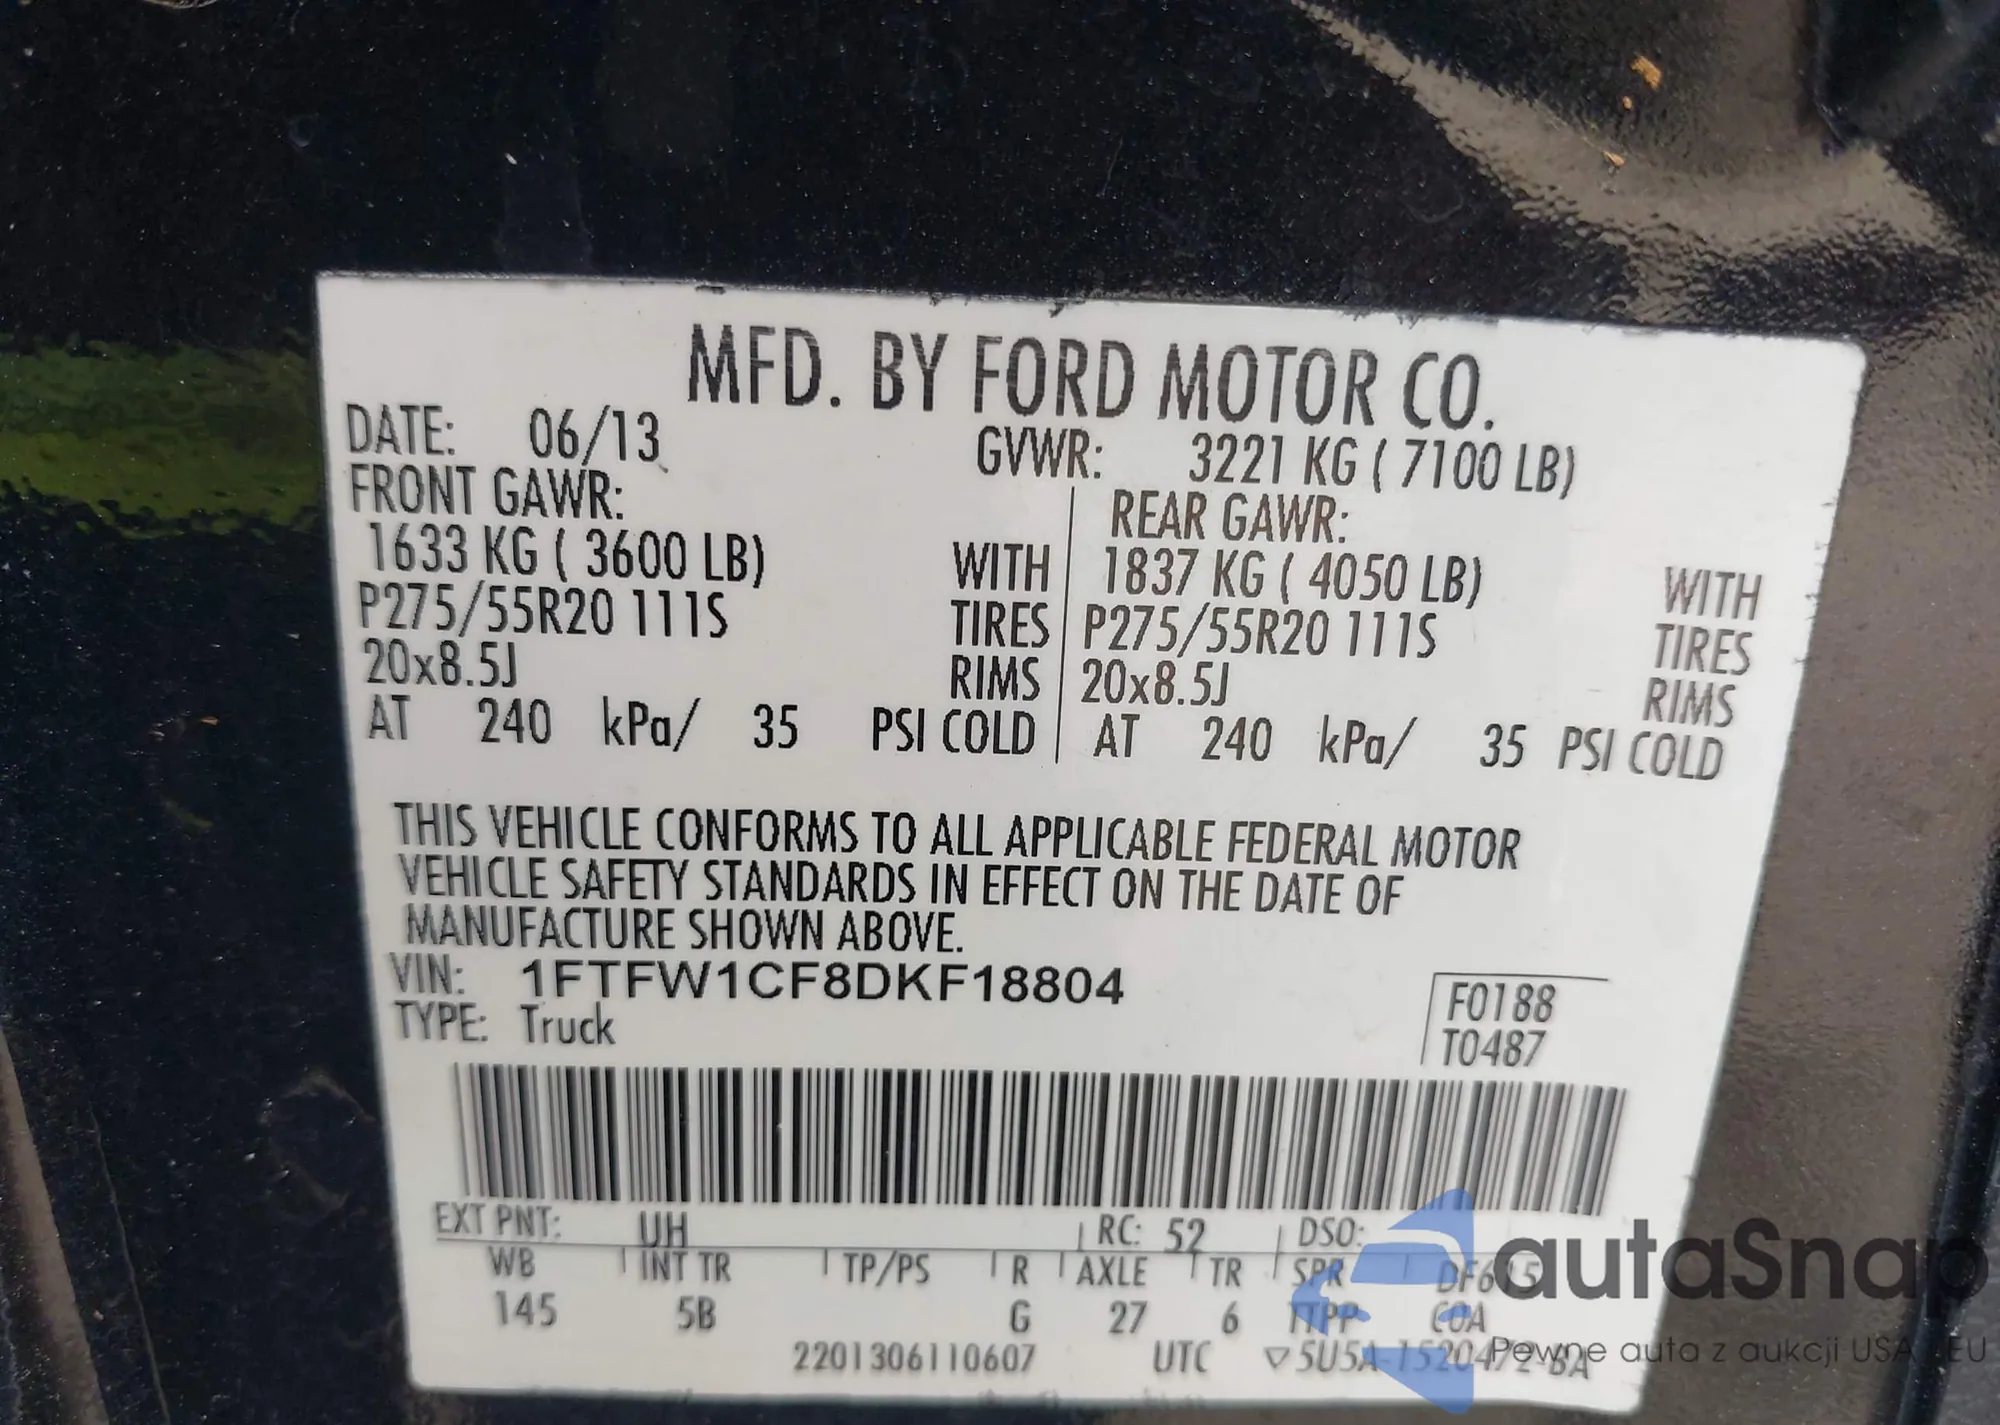 MFD. BY FORD MOTOR CO.
DATE: 06/13 GVWR: 3221 KG ( 7100 LB)
FRONT GAWR: REAR GAWR:
1633 KG ( 3600 LB) WITH 1837 KG ( 4050 LB) WITH
P275/55R20 111S TIRES P275/55R20 111S TIRES
20x8.5J RIMS 20x8.5J RIMS
AT 240 kPa/ 35 PSI COLD AT 240 kPa/ 35 PSI COLD
THIS VEHICLE CONFORMS TO ALL APPLICABLE FEDERAL MOTOR
VEHICLE SAFETY STANDARDS IN EFFECT ON THE DATE OF
MANUFACTURE SHOWN ABOVE.
VIN: 1FTFW1CF8DKF18804
TYPE: Truck
F0188
T0487
EXT PNT: UH RC: 52 DSO:
WB INT TR TP/PS R AXLE TR SPR
145 5B G 27 6 TTPP COA
2201306110607 UTC
autaSnap
Pewne auta z aukcji USA
EU